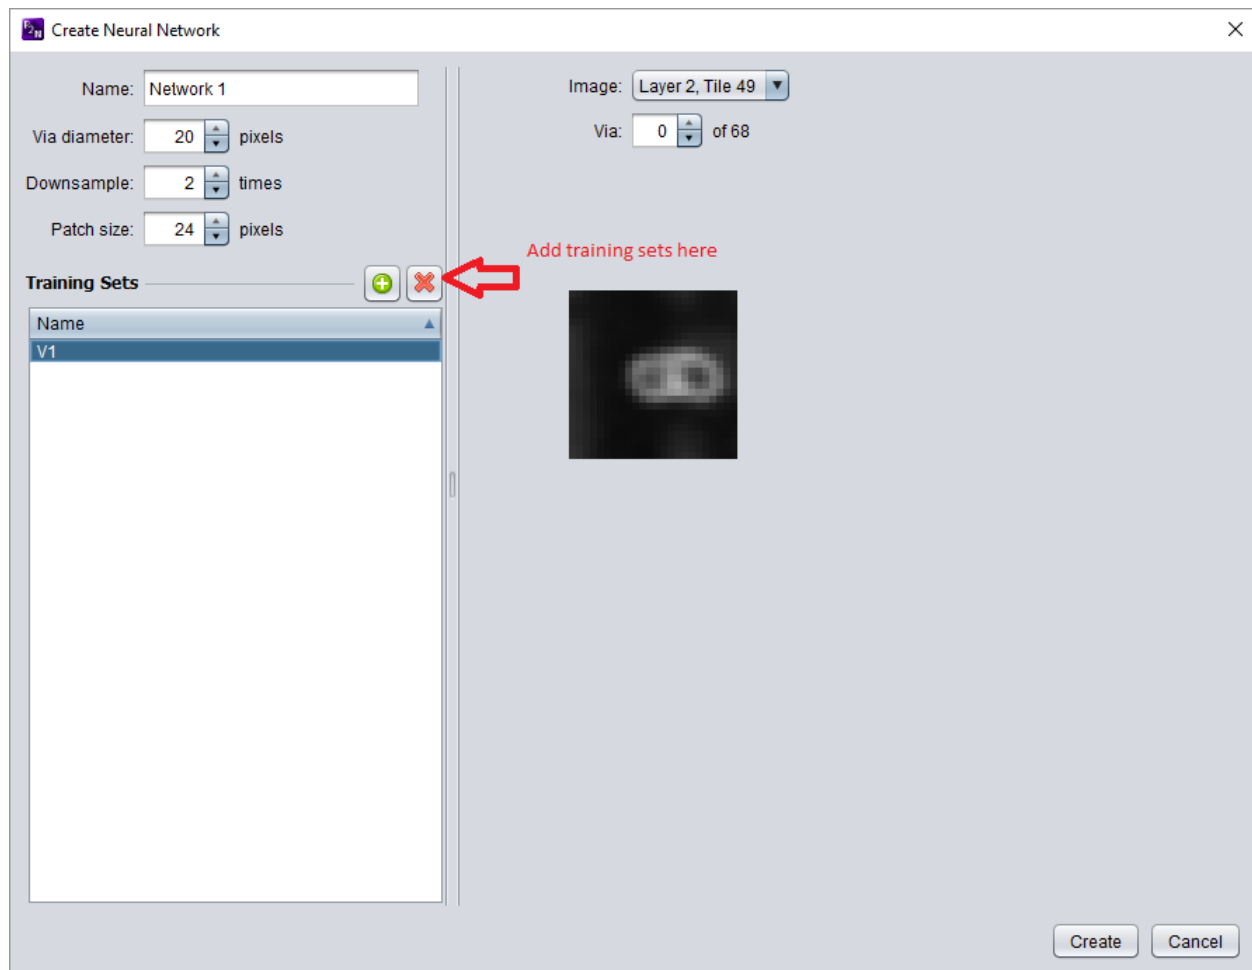 P2N Create Neural Network
Name: Network 1
Via diameter: 20 pixels
Downsample: 2 times
Patch size: 24 pixels
Training Sets
Name
V1
Image: Layer 2, Tile 49
Via: 0 of 68
Add training sets here
Create Cancel